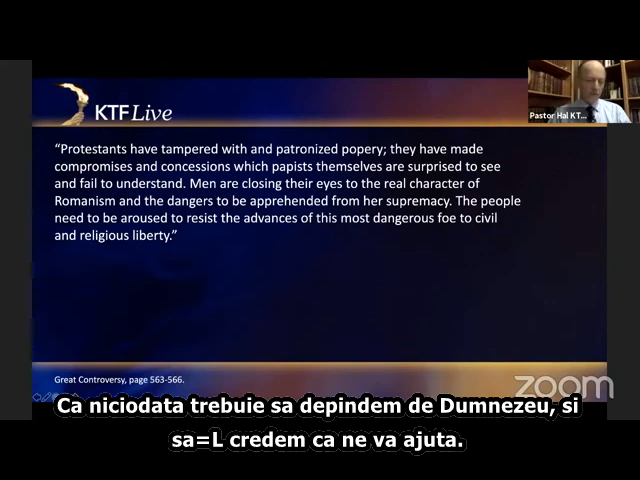 KTF Live
Pastor Hal KT...
“Protestants have tampered with and patronized popery; they have made
compromises and concessions which papists themselves are surprised to see
and fail to understand. Men are closing their eyes to the real character of
Romanism and the dangers to be apprehended from her supremacy. The people
need to be aroused to resist the advances of this most dangerous foe to civil
and religious liberty.”
Great Controversy, page 563-566.
zoom
Ca niciodata trebuie sa depindem de Dumnezeu, si
sa=L credem ca ne va ajuta.